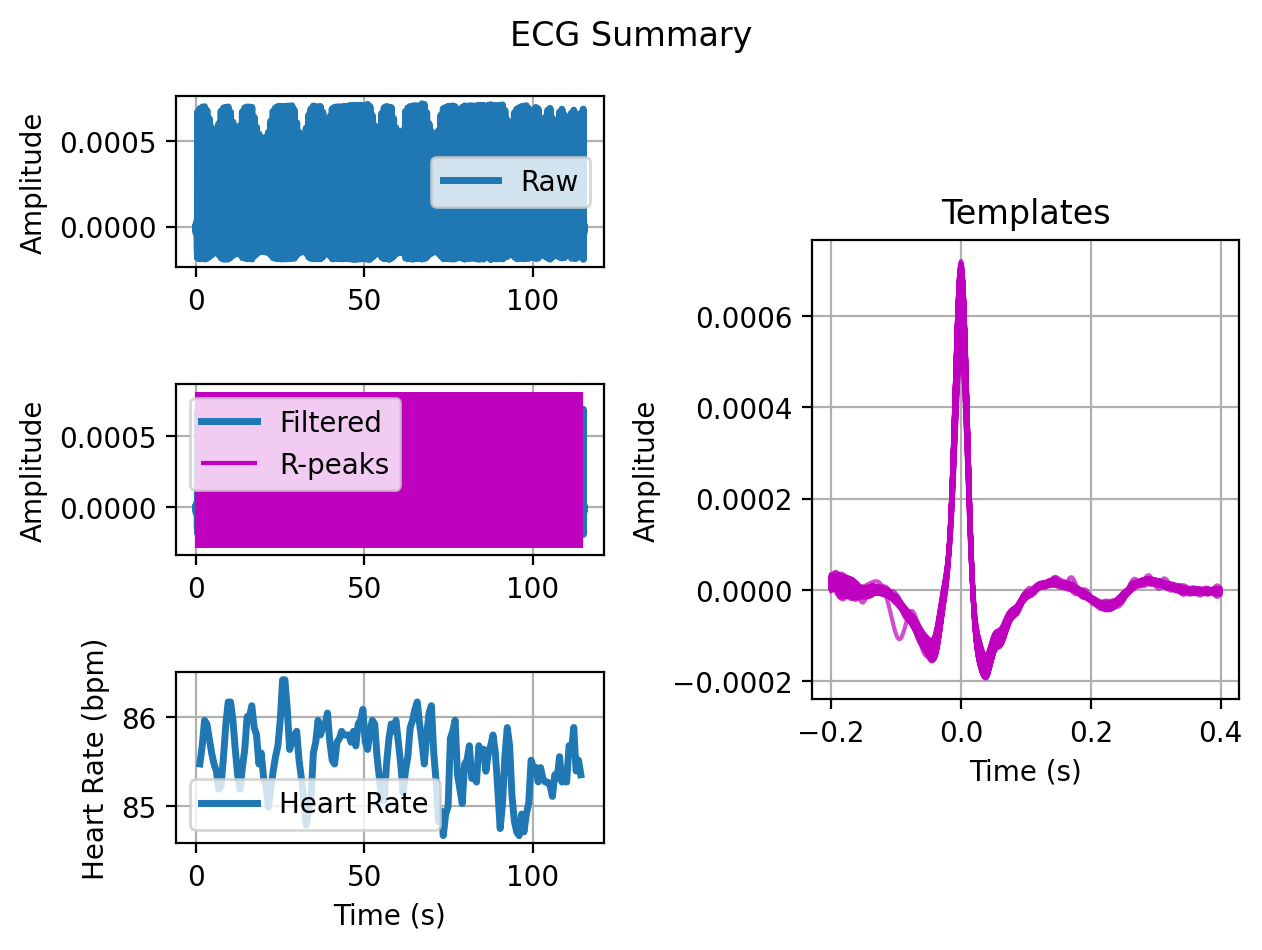 ECG Summary
Amplitude
0.0005
0.0000
Raw
0
50
100
Amplitude
0.0005
0.0000
Filtered
R-peaks
0
50
100
Heart Rate (bpm)
86
85
Heart Rate
0
50
100
Time (s)
Templates
Amplitude
0.0006
0.0004
0.0002
0.0000
−0.0002
−0.2
0.0
0.2
0.4
Time (s)